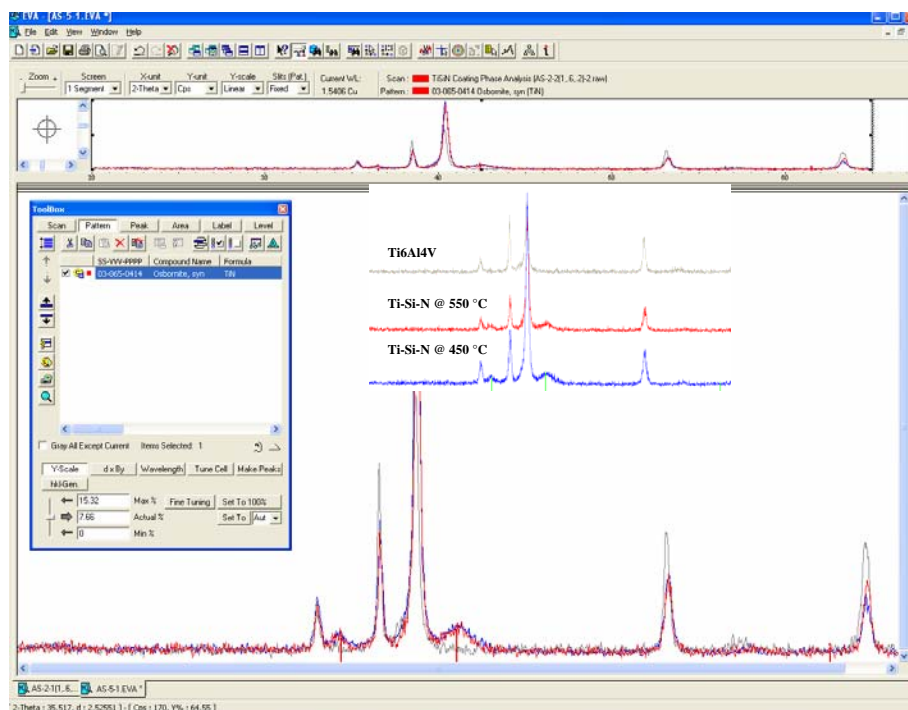 EVA - [AS-5-1.EVA *]
File Edit View Window Help
Zoom Screen X-unit Y-unit Y-scale Slits (Pat.) Current WL: Scan : TiSiN Coating Phase Analysis (AS-2-2(1,.6,.2)-2.raw)
1 Segment 2-Theta Cps Linear Fixed 1.5406 Cu Pattern : 03-065-0414 Osbornite, syn (TiN)
30 40
ToolBox
Scan Pattern Peak Area Label Level
SS-VVV-PPPP Compound Name Formula
03-065-0414 Osbornite, syn TiN
Gray All Except Current Items Selected: 1
Y-Scale d x By Wavelength Tune Cell Make Peaks
hkl-Gen.
15.32 Max % Fine Tuning Set To 100%
7.66 Actual % Set To Aut
0 Min %
Ti6Al4V
Ti-Si-N @ 550 °C
Ti-Si-N @ 450 °C
AS-2-1(1,.6,... AS-5-1.EVA *
[ 2-Theta : 35.517, d : 2.52551 ] - [ Cps : 170, Y% : 64.55 ]